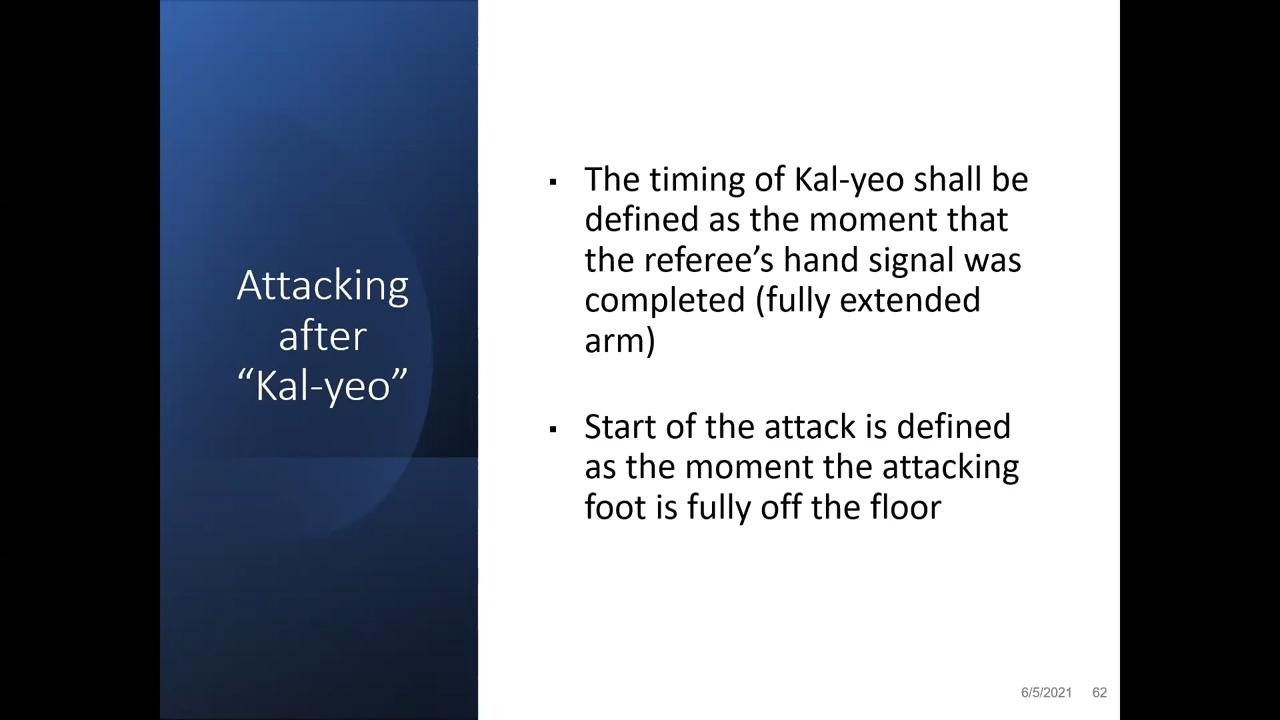 Attacking
after
“Kal-yeo”
▪ The timing of Kal-yeo shall be
defined as the moment that
the referee’s hand signal was
completed (fully extended
arm)
▪ Start of the attack is defined
as the moment the attacking
foot is fully off the floor
6/5/2021 62